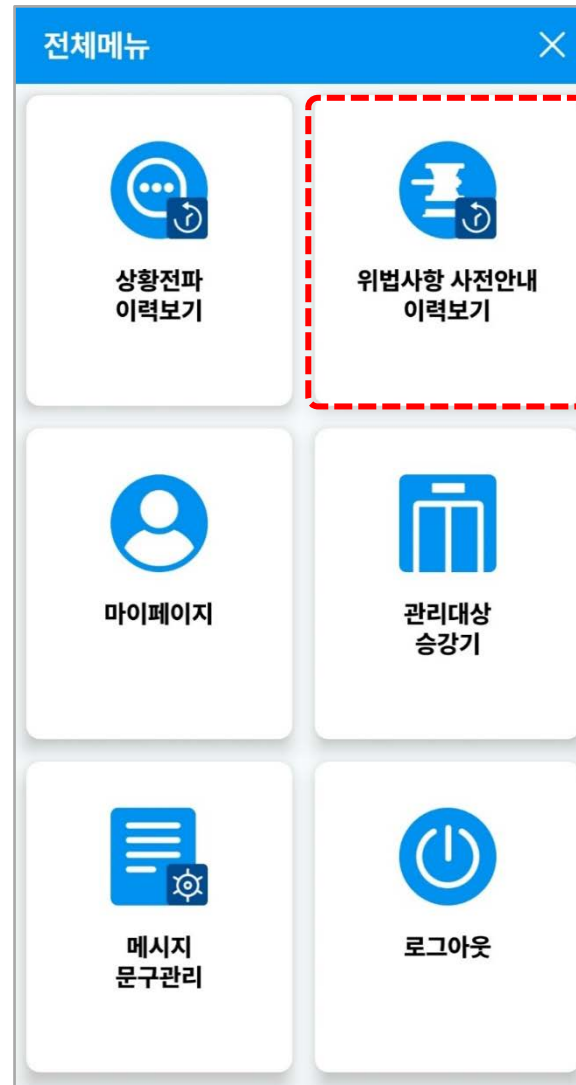 전체메뉴
상황전파
이력보기
위법사항 사전안내
이력보기
마이페이지
관리대상
승강기
메시지
문구관리
로그아웃